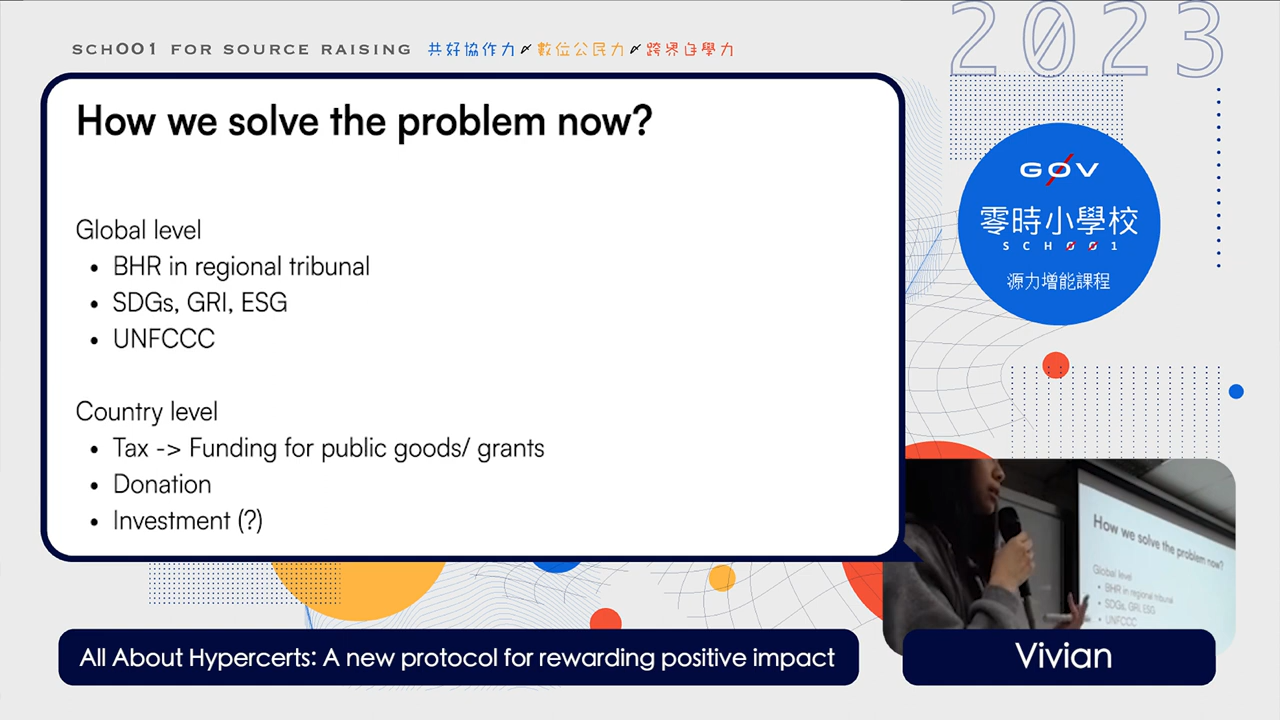 SCH001 FOR SOURCE RAISING 共好協作力 數位公民力 跨界自學力
2023
How we solve the problem now?
Global level
• BHR in regional tribunal
• SDGs, GRI, ESG
• UNFCCC
Country level
• Tax -> Funding for public goods/ grants
• Donation
• Investment (?)
G0V
零時小學校
SCH001
源力增能課程
How we solve the problem now?
Global level
• BHR in regional tribunal
• SDGs, GRI, ESG
• UNFCCC
All About Hypercerts: A new protocol for rewarding positive impact
Vivian